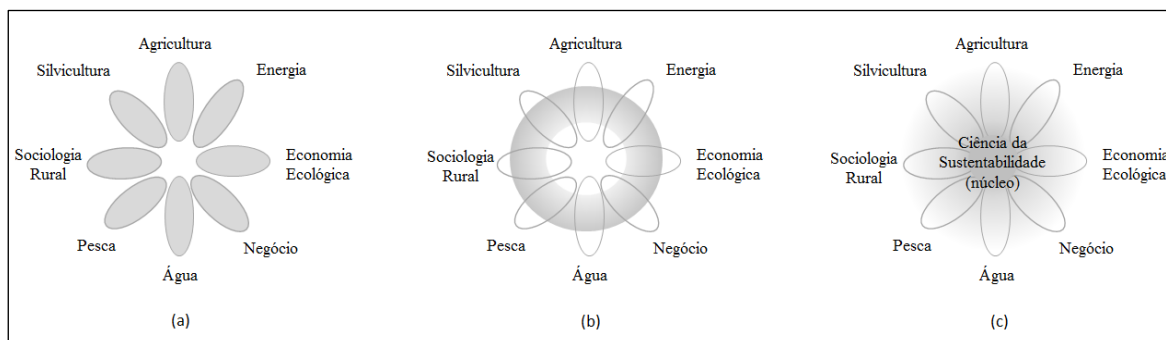 Agricultura
Silvicultura
Energia
Sociologia
Rural
Economia
Ecológica
Pesca
Negócio
Água
(a)
Agricultura
Silvicultura
Energia
Sociologia
Rural
Economia
Ecológica
Pesca
Negócio
Água
(b)
Agricultura
Silvicultura
Energia
Ciência da
Sustentabilidade
(núcleo)
Sociologia
Rural
Economia
Ecológica
Pesca
Negócio
Água
(c)